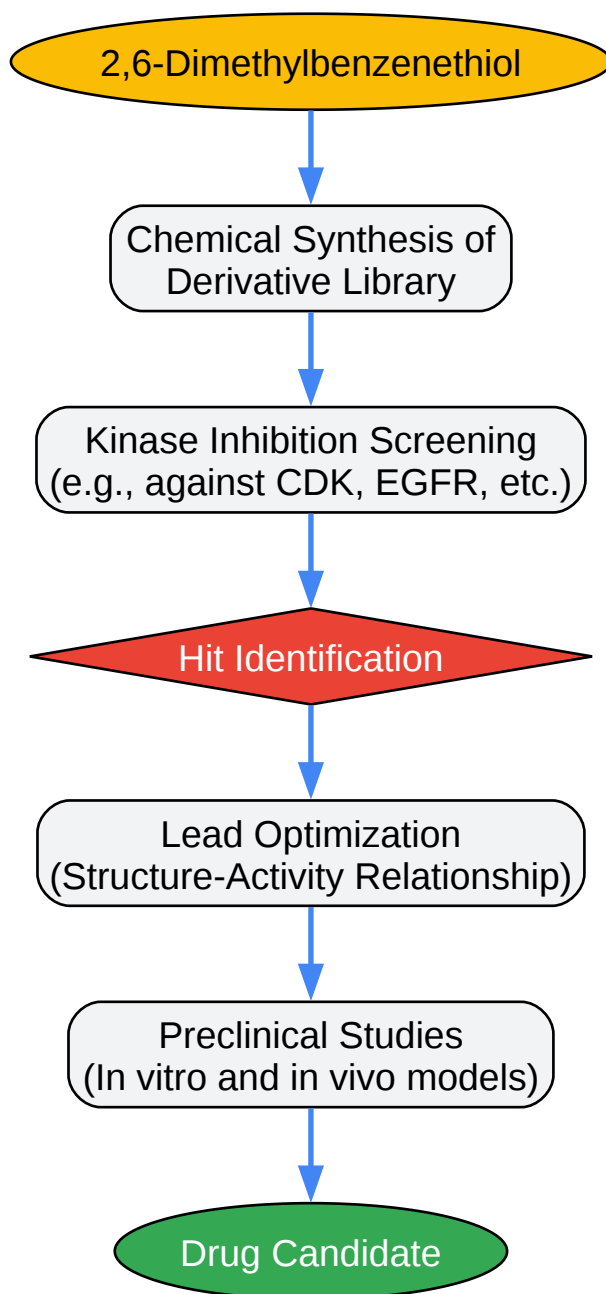 2,6-Dimethylbenzenethiol
Chemical Synthesis of
Derivative Library
Kinase Inhibition Screening
(e.g., against CDK, EGFR, etc.)
Hit Identification
Lead Optimization
(Structure-Activity Relationship)
Preclinical Studies
(In vitro and in vivo models)
Drug Candidate